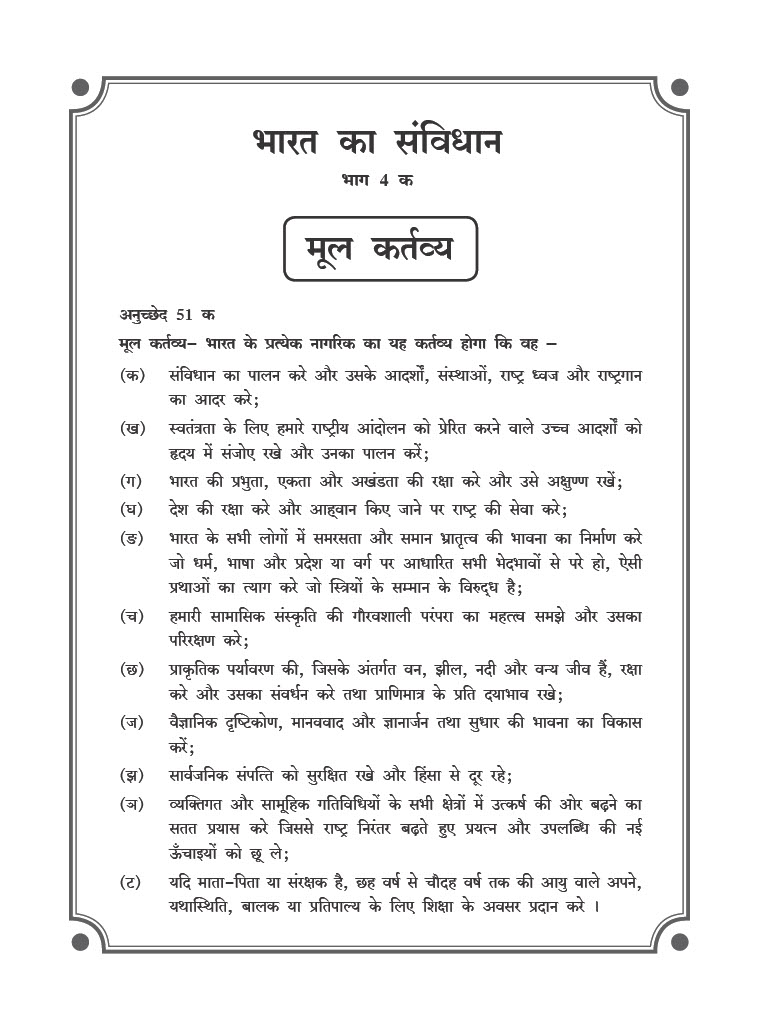 भारत का संविधान
भाग 4 क
मूल कर्तव्य
अनुच्छेद 51 क
मूल कर्तव्य– भारत के प्रत्येक नागरिक का यह कर्तव्य होगा कि वह –
(क) संविधान का पालन करे और उसके आदर्शों, संस्थाओं, राष्ट्र ध्वज और राष्ट्रगान
का आदर करे;
(ख) स्वतंत्रता के लिए हमारे राष्ट्रीय आंदोलन को प्रेरित करने वाले उच्च आदर्शों को
हृदय में संजोए रखे और उनका पालन करें;
(ग) भारत की प्रभुता, एकता और अखंडता की रक्षा करे और उसे अक्षुण्ण रखें;
(घ) देश की रक्षा करे और आह्वान किए जाने पर राष्ट्र की सेवा करे;
(ङ) भारत के सभी लोगों में समरसता और समान भ्रातृत्व की भावना का निर्माण करे
जो धर्म, भाषा और प्रदेश या वर्ग पर आधारित सभी भेदभावों से परे हो, ऐसी
प्रथाओं का त्याग करे जो स्त्रियों के सम्मान के विरुद्ध है;
(च) हमारी सामासिक संस्कृति की गौरवशाली परंपरा का महत्त्व समझे और उसका
परिरक्षण करे;
(छ) प्राकृतिक पर्यावरण की, जिसके अंतर्गत वन, झील, नदी और वन्य जीव हैं, रक्षा
करे और उसका संवर्धन करे तथा प्राणिमात्र के प्रति दयाभाव रखे;
(ज) वैज्ञानिक दृष्टिकोण, मानववाद और ज्ञानार्जन तथा सुधार की भावना का विकास
करें;
(झ) सार्वजनिक संपत्ति को सुरक्षित रखे और हिंसा से दूर रहे;
(ञ) व्यक्तिगत और सामूहिक गतिविधियों के सभी क्षेत्रों में उत्कर्ष की ओर बढ़ने का
सतत प्रयास करे जिससे राष्ट्र निरंतर बढ़ते हुए प्रयत्न और उपलब्धि की नई
ऊँचाइयों को छू ले;
(ट) यदि माता-पिता या संरक्षक है, छह वर्ष से चौदह वर्ष तक की आयु वाले अपने,
यथास्थिति, बालक या प्रतिपाल्य के लिए शिक्षा के अवसर प्रदान करे ।